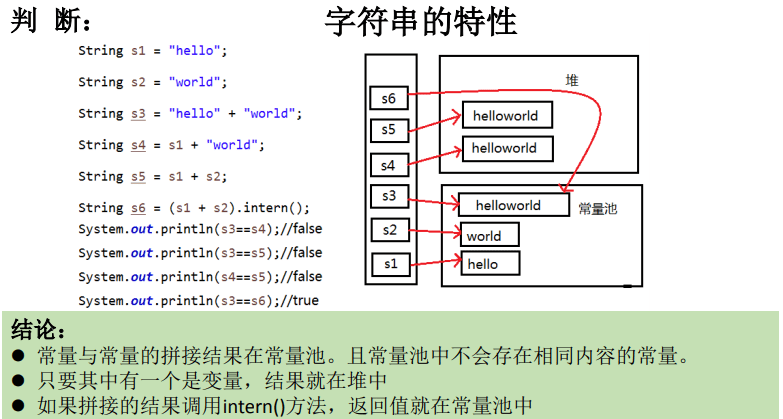 判 断：
字符串的特性
String s1 = "hello";
String s2 = "world";
String s3 = "hello" + "world";
String s4 = s1 + "world";
String s5 = s1 + s2;
String s6 = (s1 + s2).intern();
System.out.println(s3==s4);//false
System.out.println(s3==s5);//false
System.out.println(s4==s5);//false
System.out.println(s3==s6);//true
s6
s5
s4
s3
s2
s1
堆
helloworld
helloworld
helloworld
常量池
world
hello
结论：
● 常量与常量的拼接结果在常量池。且常量池中不会存在相同内容的常量。
● 只要其中有一个是变量，结果就在堆中
● 如果拼接的结果调用intern()方法，返回值就在常量池中